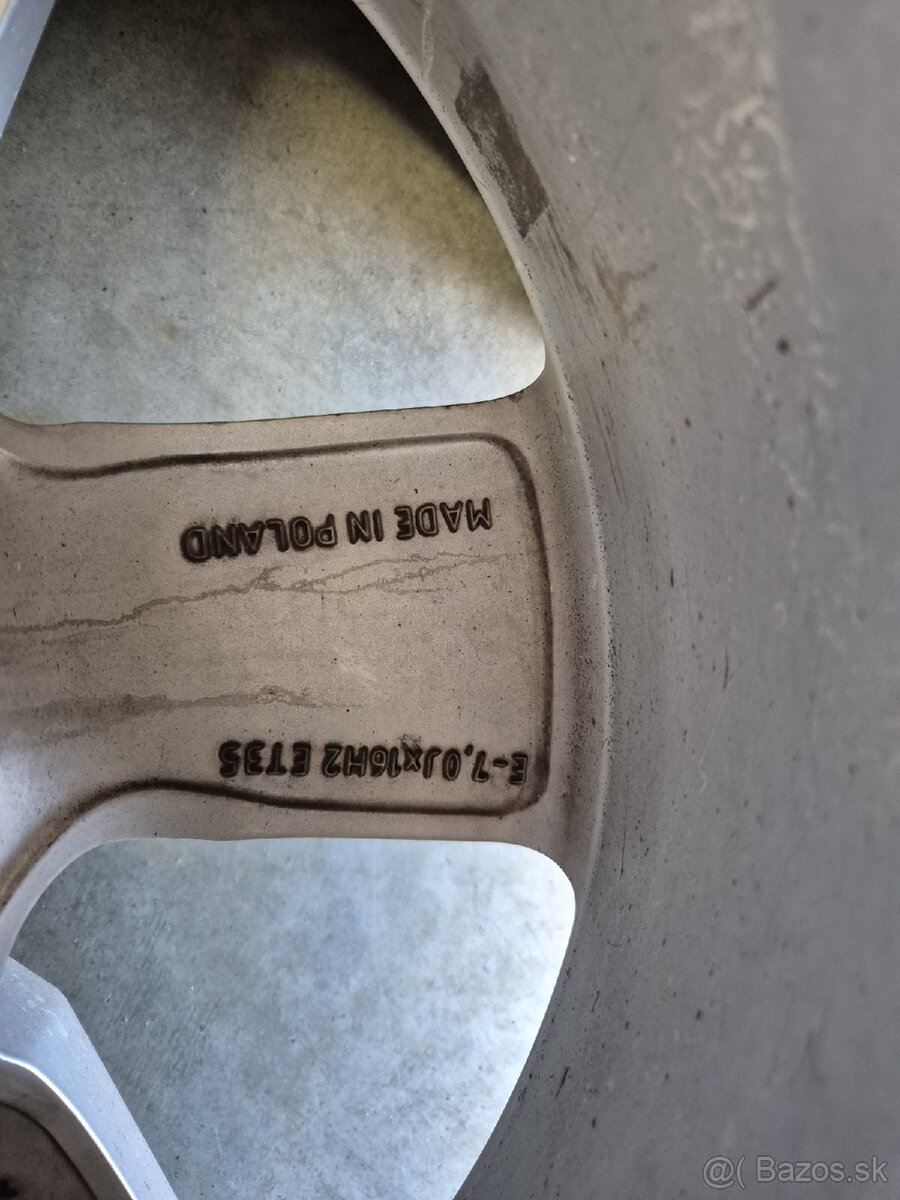 E-7,0Jx16H2 ET35
MADE IN POLAND
@( Bazos.sk